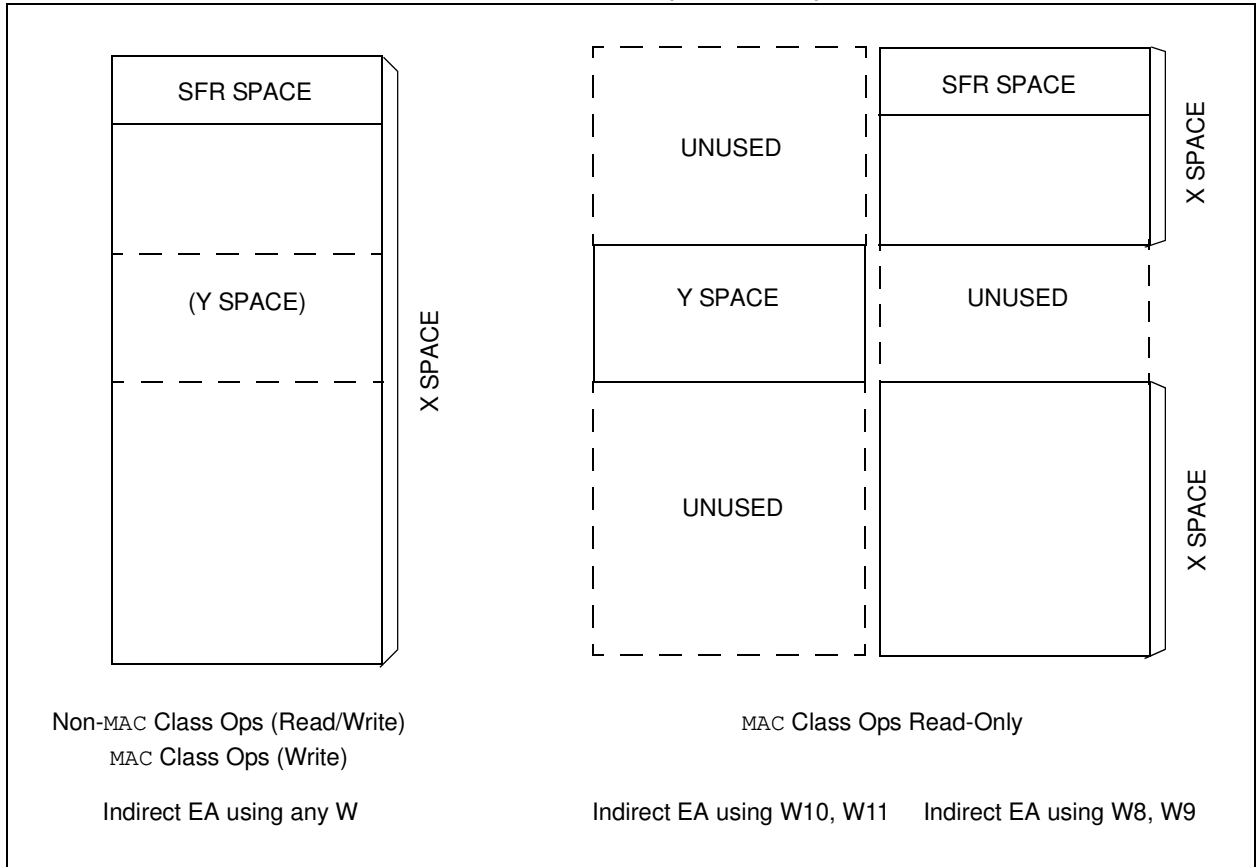 SFR SPACE
(Y SPACE)
X SPACE
Non-MAC Class Ops (Read/Write)
MAC Class Ops (Write)
Indirect EA using any W
UNUSED
Y SPACE
UNUSED
SFR SPACE
X SPACE
UNUSED
X SPACE
MAC Class Ops Read-Only
Indirect EA using W10, W11
Indirect EA using W8, W9